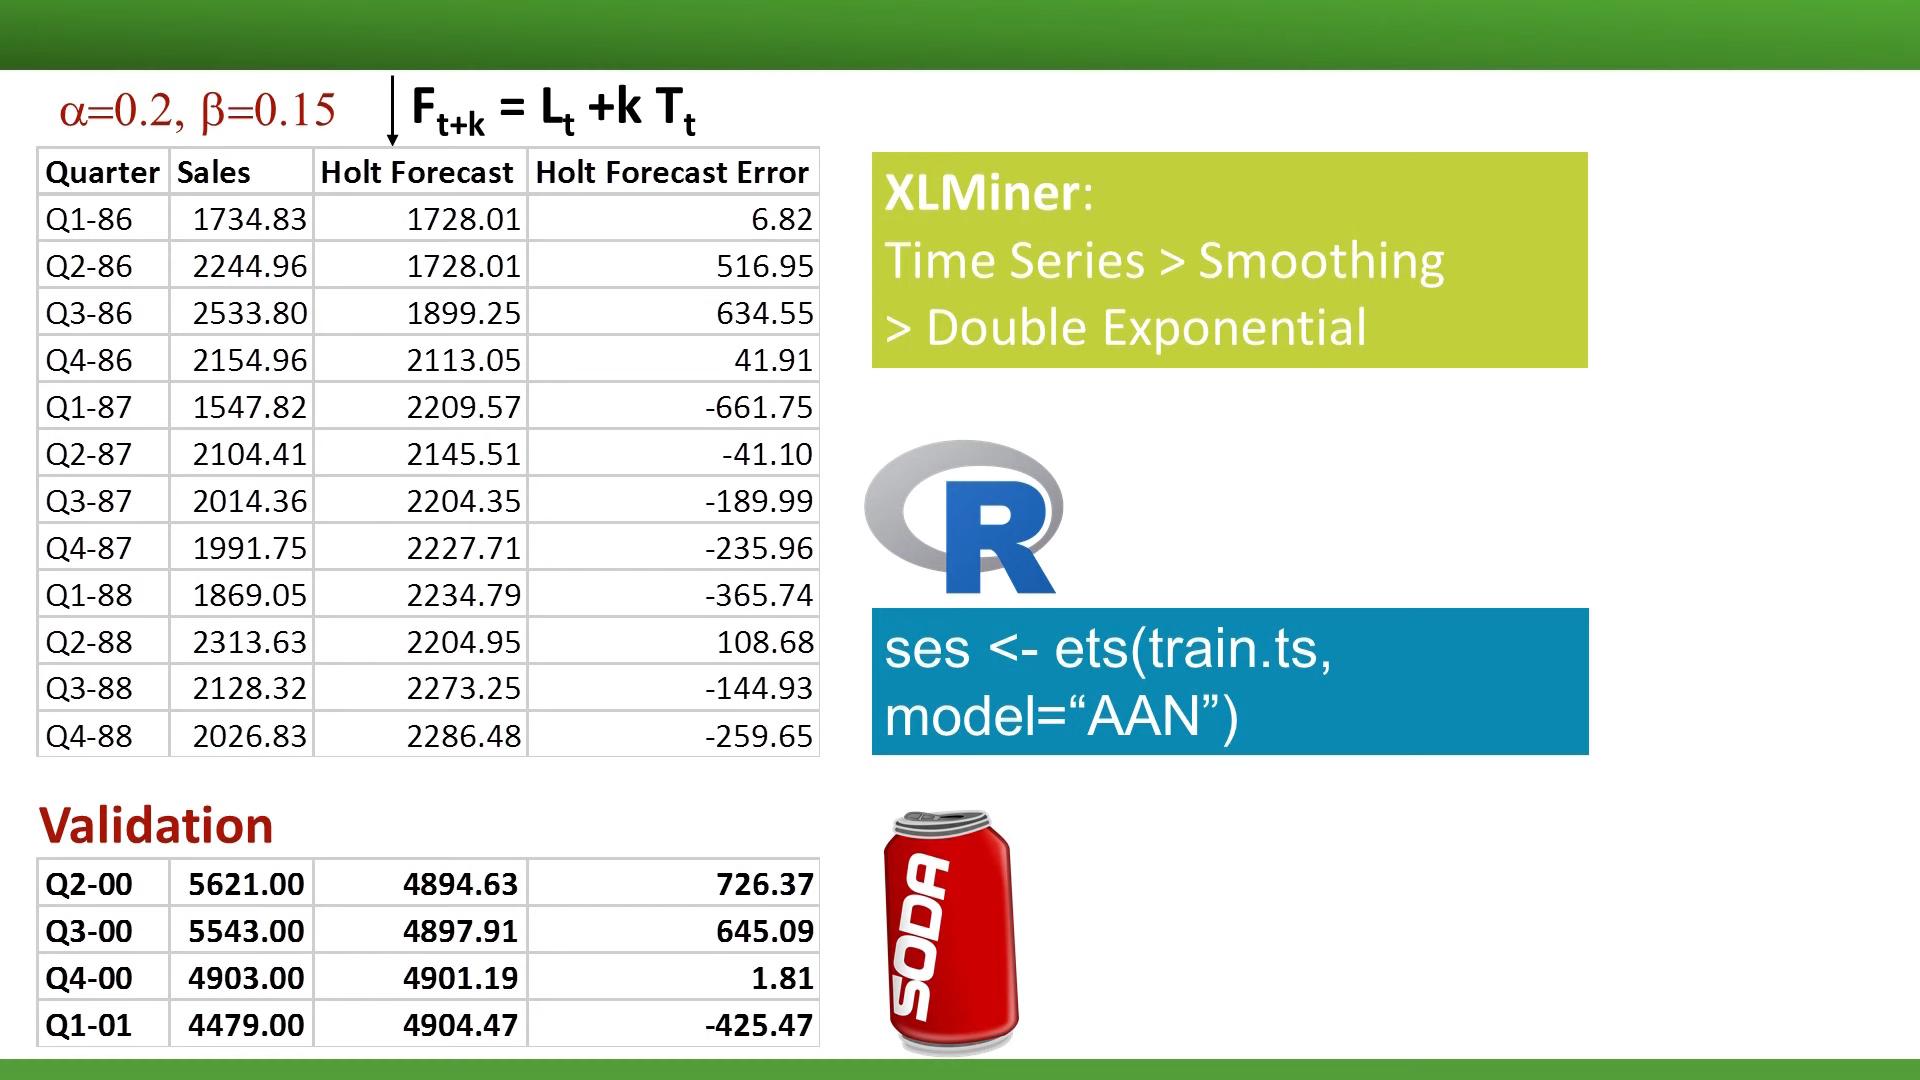 α=0.2, β=0.15
F_t+k = L_t +k T_t
Quarter Sales Holt Forecast Holt Forecast Error
Q1-86 1734.83 1728.01 6.82
Q2-86 2244.96 1728.01 516.95
Q3-86 2533.80 1899.25 634.55
Q4-86 2154.96 2113.05 41.91
Q1-87 1547.82 2209.57 -661.75
Q2-87 2104.41 2145.51 -41.10
Q3-87 2014.36 2204.35 -189.99
Q4-87 1991.75 2227.71 -235.96
Q1-88 1869.05 2234.79 -365.74
Q2-88 2313.63 2204.95 108.68
Q3-88 2128.32 2273.25 -144.93
Q4-88 2026.83 2286.48 -259.65
Validation
Q2-00 5621.00 4894.63 726.37
Q3-00 5543.00 4897.91 645.09
Q4-00 4903.00 4901.19 1.81
Q1-01 4479.00 4904.47 -425.47
XLMiner:
Time Series > Smoothing
> Double Exponential
R
ses <- ets(train.ts,
model=“AAN”)
SODA